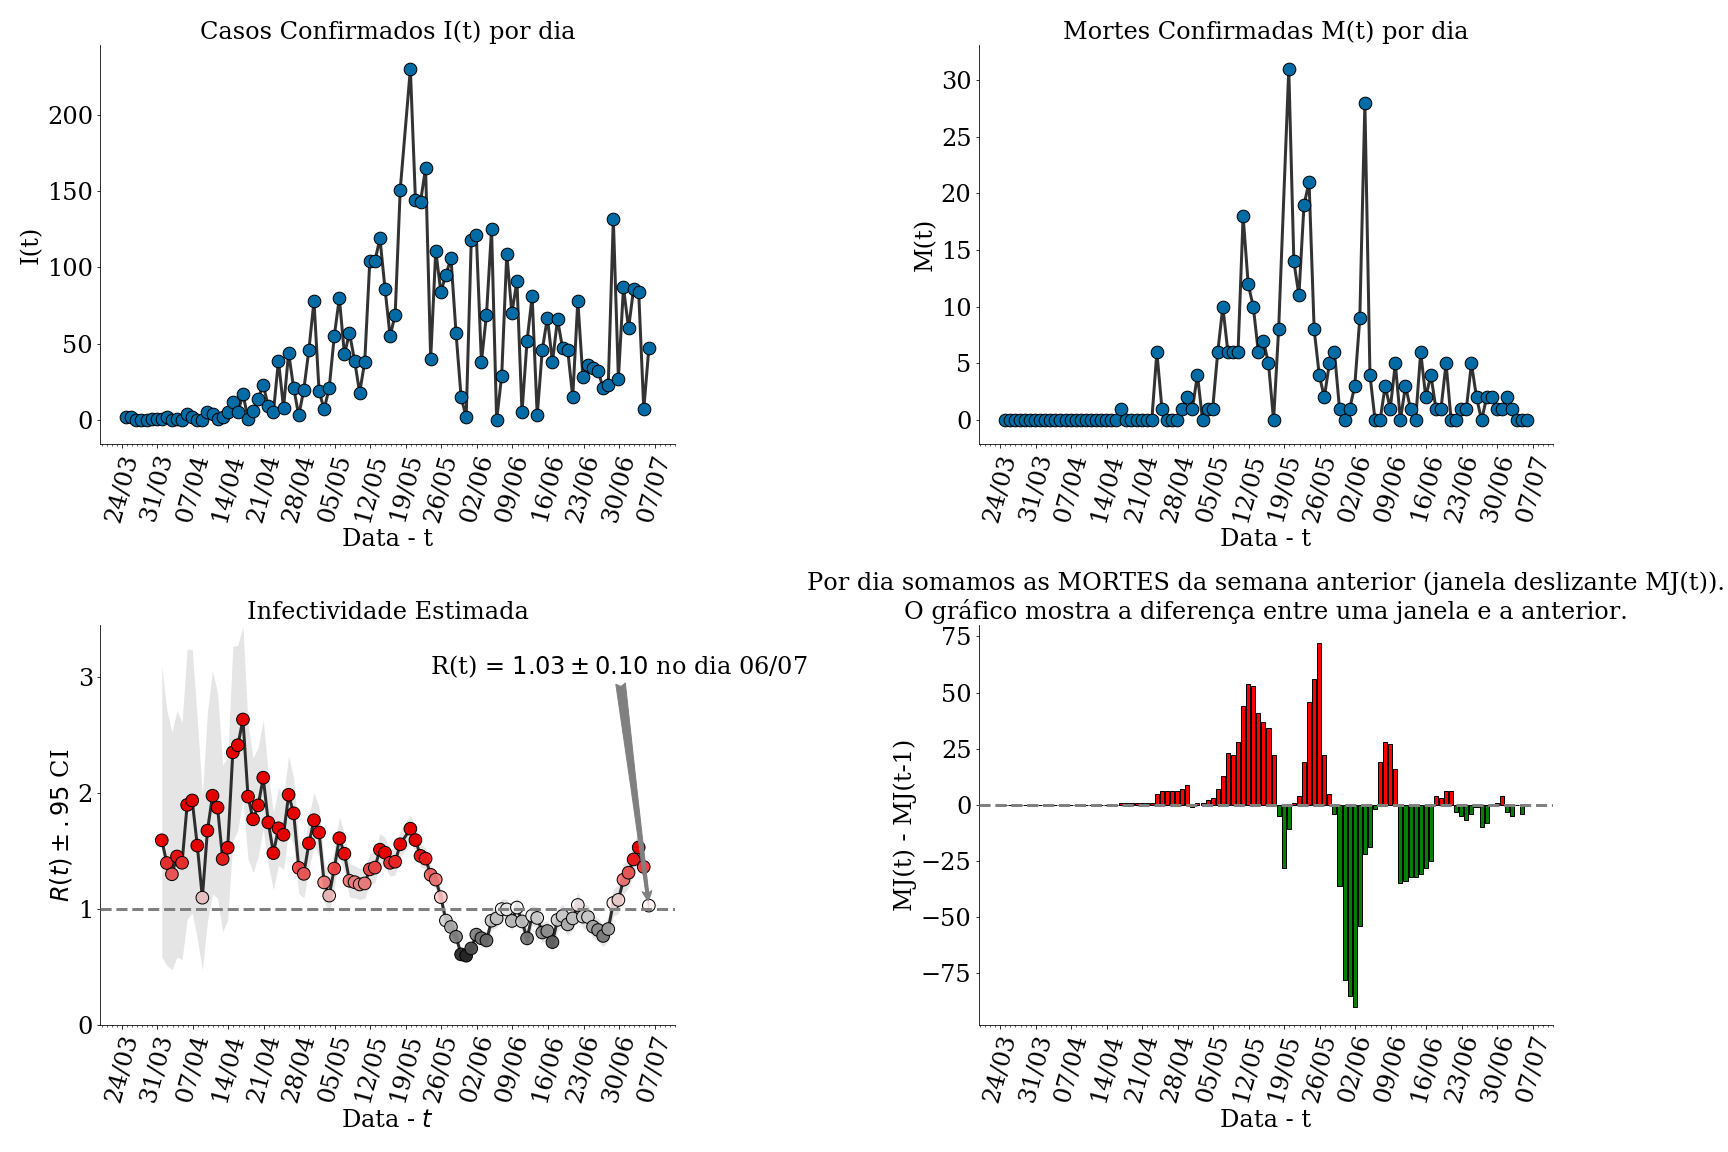 Casos Confirmados I(t) por dia
I(t)
200
150
100
50
0
24/03 31/03 07/04 14/04 21/04 28/04 05/05 12/05 19/05 26/05 02/06 09/06 16/06 23/06 30/06 07/07
Data - t
Mortes Confirmadas M(t) por dia
M(t)
30
25
20
15
10
5
0
24/03 31/03 07/04 14/04 21/04 28/04 05/05 12/05 19/05 26/05 02/06 09/06 16/06 23/06 30/06 07/07
Data - t
Infectividade Estimada
R(t) = 1.03 ± 0.10 no dia 06/07
R(t) ± .95 CI
3
2
1
0
24/03 31/03 07/04 14/04 21/04 28/04 05/05 12/05 19/05 26/05 02/06 09/06 16/06 23/06 30/06 07/07
Data - t
Por dia somamos as MORTES da semana anterior (janela deslizante MJ(t)).
O gráfico mostra a diferença entre uma janela e a anterior.
MJ(t) - MJ(t-1)
75
50
25
0
−25
−50
−75
24/03 31/03 07/04 14/04 21/04 28/04 05/05 12/05 19/05 26/05 02/06 09/06 16/06 23/06 30/06 07/07
Data - t